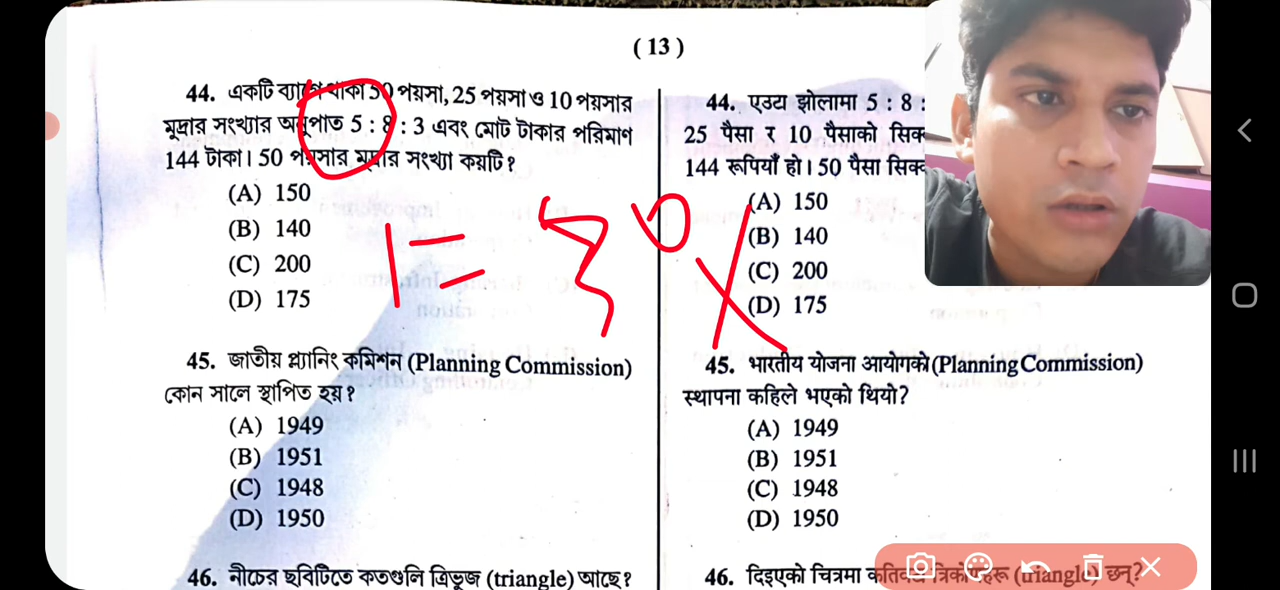 ( 13 )
44. একটি ব্যাগে থাকা 50 পয়সা, 25 পয়সা ও 10 পয়সার
মুদ্রার সংখ্যার অনুপাত 5 : 8 : 3 এবং মোট টাকার পরিমাণ
144 টাকা। 50 পয়সার মুদ্রার সংখ্যা কয়টি?
(A) 150
(B) 140
(C) 200
(D) 175
45. জাতীয় প্ল্যানিং কমিশন (Planning Commission)
কোন সালে স্থাপিত হয়?
(A) 1949
(B) 1951
(C) 1948
(D) 1950
46. নীচের ছবিটিতে কতগুলি ত্রিভুজ (triangle) আছে?
44. एउटा झोलामा 5 : 8 :
25 पैसा र 10 पैसाको सिक
144 रूपियाँ हो। 50 पैसा
(A) 150
(B) 140
(C) 200
(D) 175
45. भारतीय योजना आयोगको (Planning Commission)
स्थापना कहिले भएको थियो?
(A) 1949
(B) 1951
(C) 1948
(D) 1950
46. दिइएको चित्रमा (triangle) छन्?